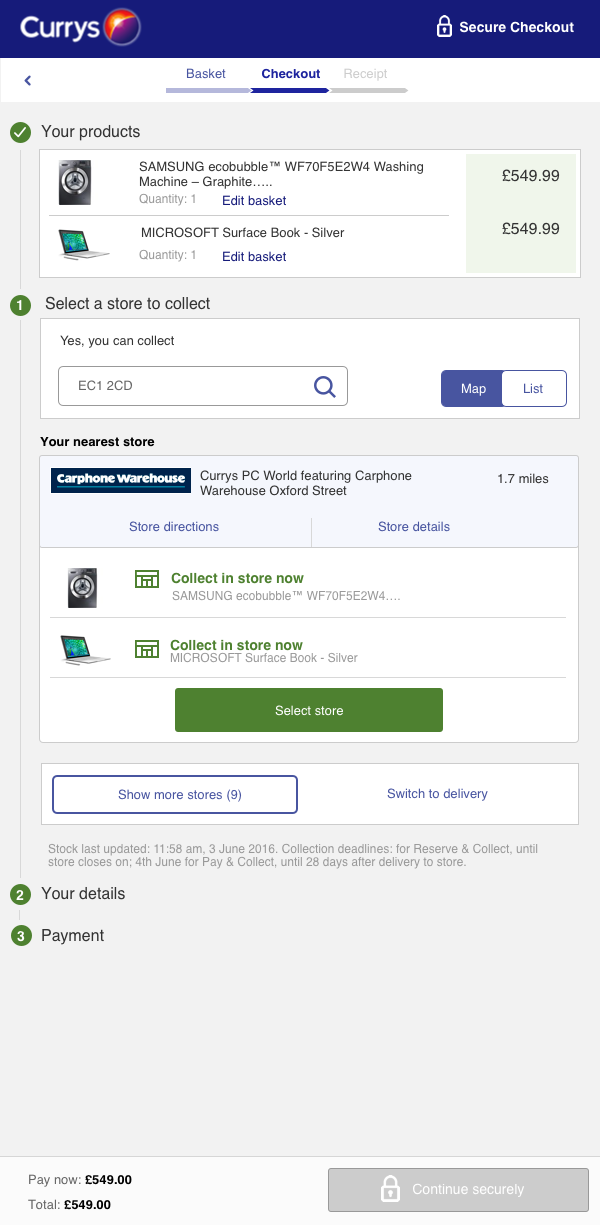 Currys
Secure Checkout
Basket
Checkout
Receipt
Your products
SAMSUNG ecobubble™ WF70F5E2W4 Washing
Machine – Graphite…..
£549.99
Quantity: 1
Edit basket
MICROSOFT Surface Book - Silver
£549.99
Quantity: 1
Edit basket
1
Select a store to collect
Yes, you can collect
EC1 2CD
Map
List
Your nearest store
Carphone Warehouse
Currys PC World featuring Carphone
Warehouse Oxford Street
1.7 miles
Store directions
Store details
Collect in store now
SAMSUNG ecobubble™ WF70F5E2W4….
Collect in store now
MICROSOFT Surface Book - Silver
Select store
Show more stores (9)
Switch to delivery
Stock last updated: 11:58 am, 3 June 2016. Collection deadlines: for Reserve & Collect, until
store closes on; 4th June for Pay & Collect, until 28 days after delivery to store.
2
Your details
3
Payment
Pay now: £549.00
Total: £549.00
Continue securely